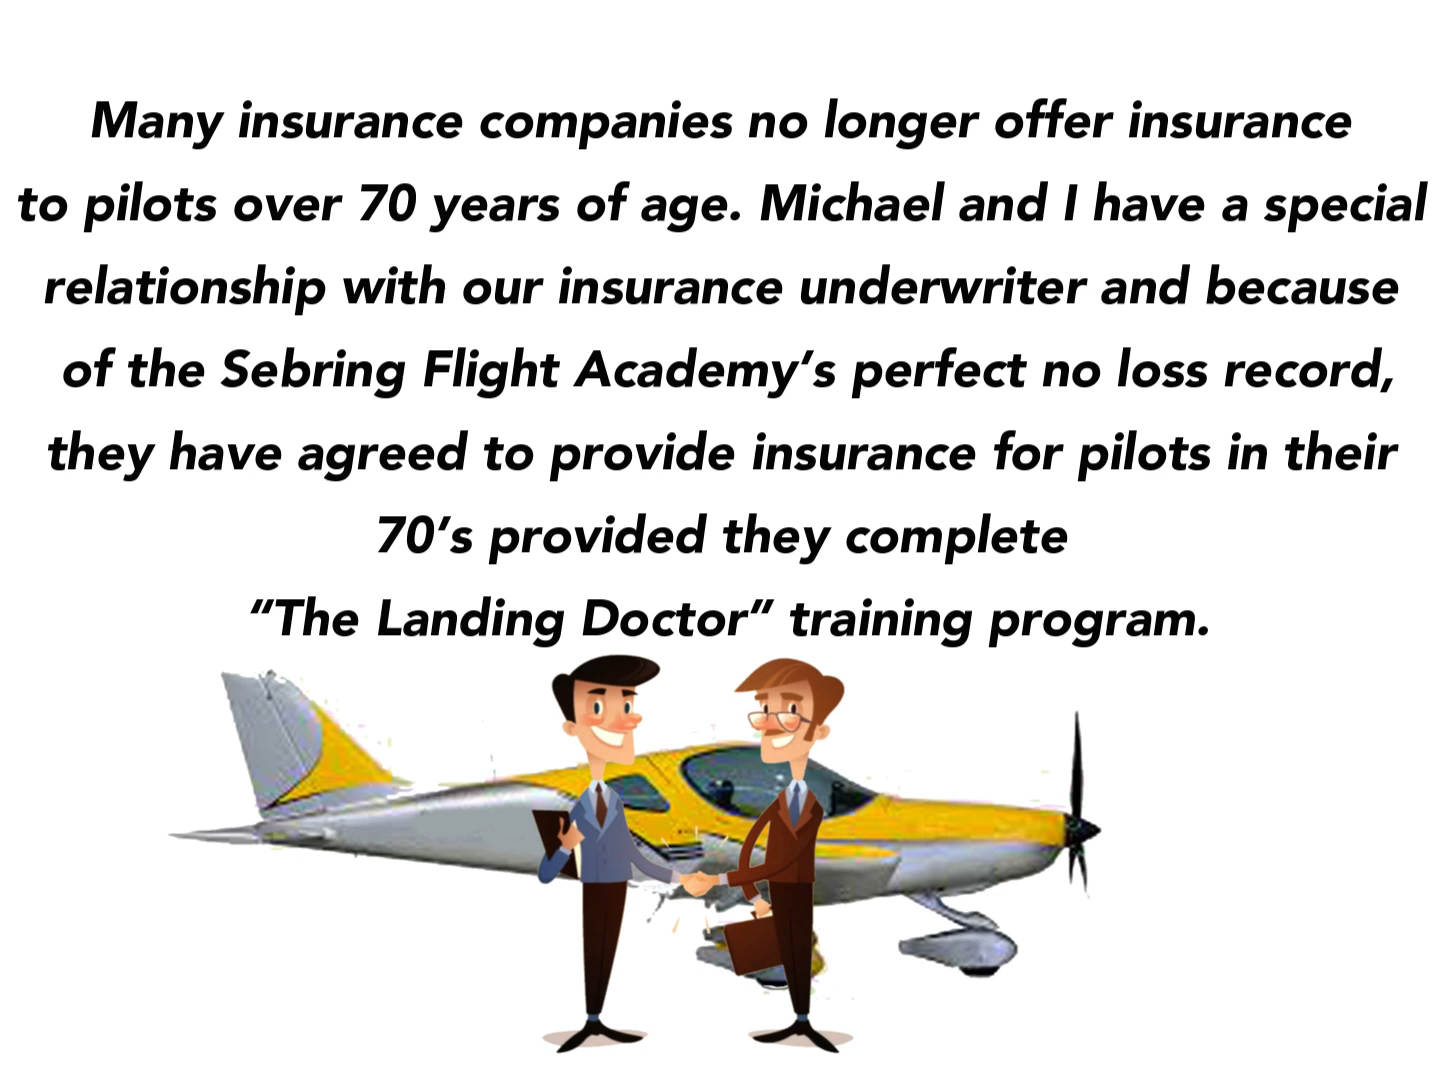 Many insurance companies no longer offer insurance
to pilots over 70 years of age. Michael and I have a special
relationship with our insurance underwriter and because
of the Sebring Flight Academy’s perfect no loss record,
they have agreed to provide insurance for pilots in their
70’s provided they complete
“The Landing Doctor” training program.